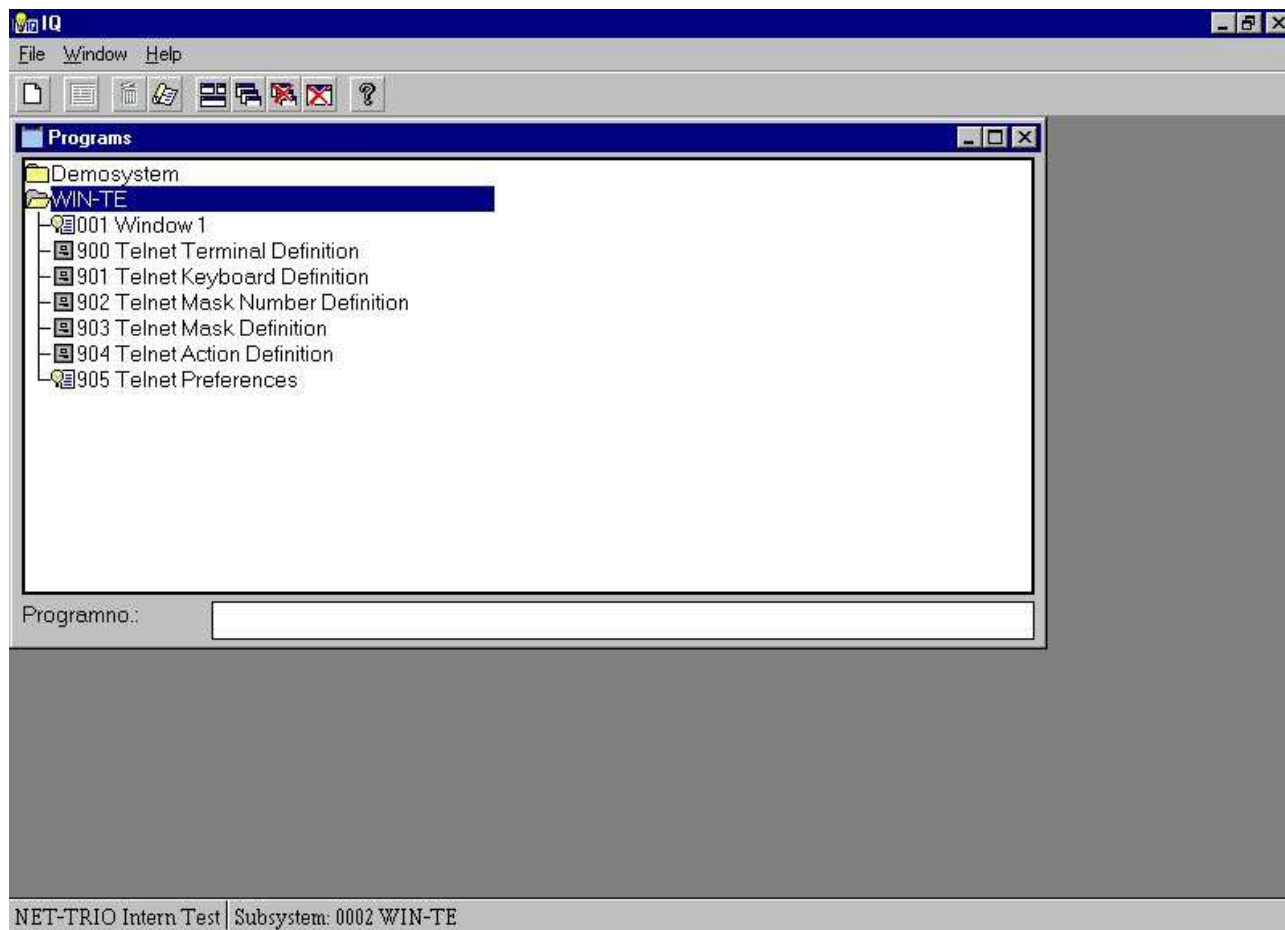 IQ
File Window Help
Programs
Demosystem
WIN-TE
001 Window 1
900 Telnet Terminal Definition
901 Telnet Keyboard Definition
902 Telnet Mask Number Definition
903 Telnet Mask Definition
904 Telnet Action Definition
905 Telnet Preferences
Programno.:
NET-TRIO Intern Test Subsystem: 0002 WIN-TE